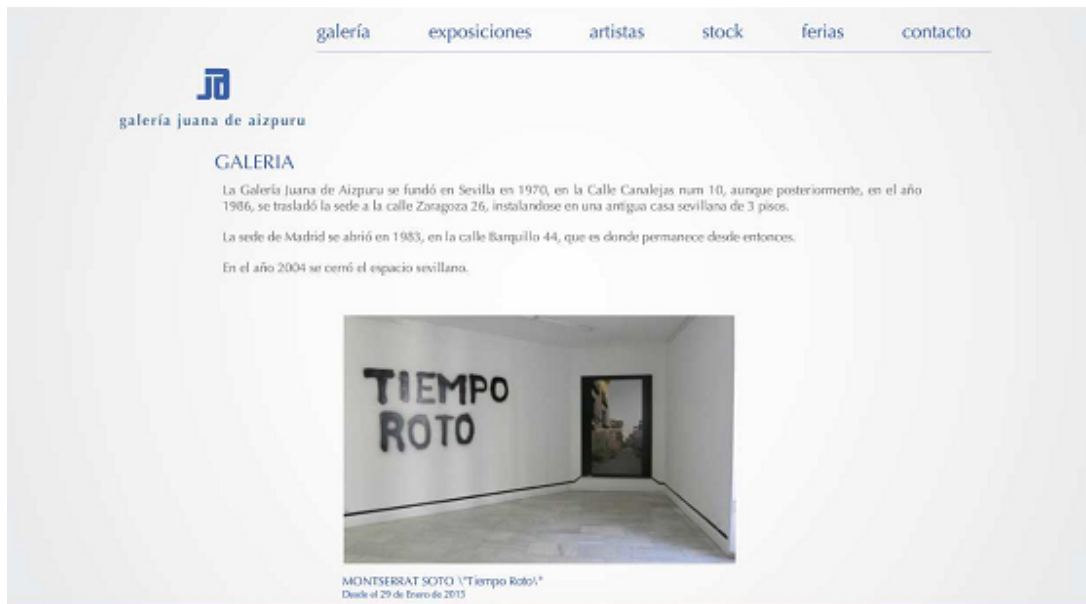 galería exposiciones artistas stock ferias contacto
galería juana de aizpuru
GALERIA
La Galería Juana de Aizpuru se fundó en Sevilla en 1970, en la Calle Canalejas num 10, aunque posteriormente, en el año
1986, se trasladó la sede a la calle Zaragoza 26, instalandose en una antigua casa sevillana de 3 pisos.
La sede de Madrid se abrió en 1983, en la calle Barquillo 44, que es donde permanece desde entonces.
En el año 2004 se cerró el espacio sevillano.
TIEMPO
ROTO
MONTSERRAT SOTO \"Tiempo Roto\"
Desde el 29 de Enero de 2015